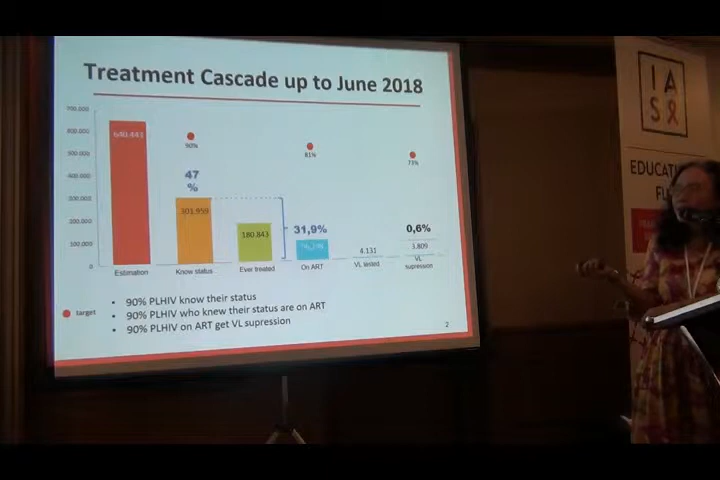 Treatment Cascade up to June 2018
700.000
600.000
500.000
400.000
300.000
200.000
100.000
0
640.443
90%
47
%
301.959
180.843
81%
31,9%
4.131
73%
0,6%
3.809
Estimation
Know status
Ever treated
On ART
VL tested
VL
supression
target
• 90% PLHIV know their status
• 90% PLHIV who knew their status are on ART
• 90% PLHIV on ART get VL supression
2
IA
S